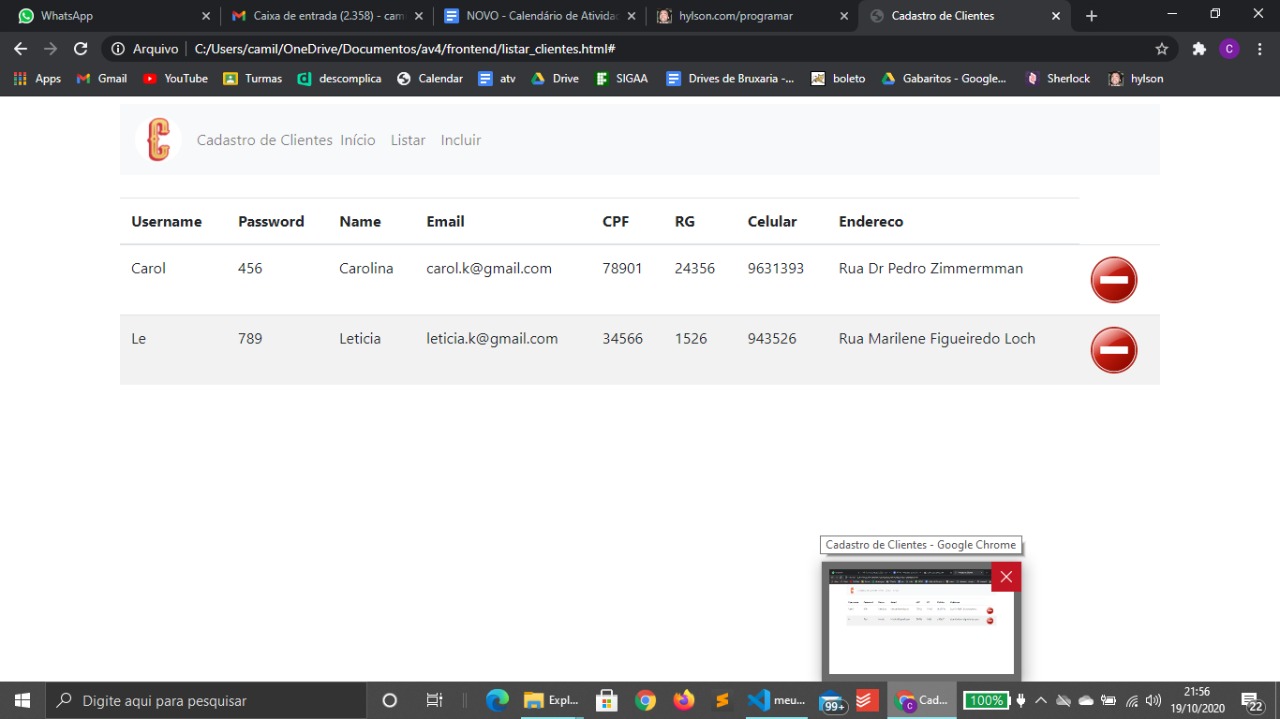 WhatsApp
Caixa de entrada (2.358) - cam
NOVO - Calendário de Ativida
hylson.com/programar
Cadastro de Clientes
Arquivo | C:/Users/camil/OneDrive/Documentos/av4/frontend/listar_clientes.html#
C
Apps Gmail YouTube Turmas descomplica Calendar atv Drive SIGAA Drives de Bruxaria -... boleto Gabaritos - Google... Sherlock hylson
C Cadastro de Clientes Início Listar Incluir
Username Password Name Email CPF RG Celular Endereco
Carol 456 Carolina carol.k@gmail.com 78901 24356 9631393 Rua Dr Pedro Zimmermman
Le 789 Leticia leticia.k@gmail.com 34566 1526 943526 Rua Marilene Figueiredo Loch
Cadastro de Clientes - Google Chrome
Digite aqui para pesquisar
Expl...
meu...
99+
Cad...
100%
21:56
19/10/2020
22